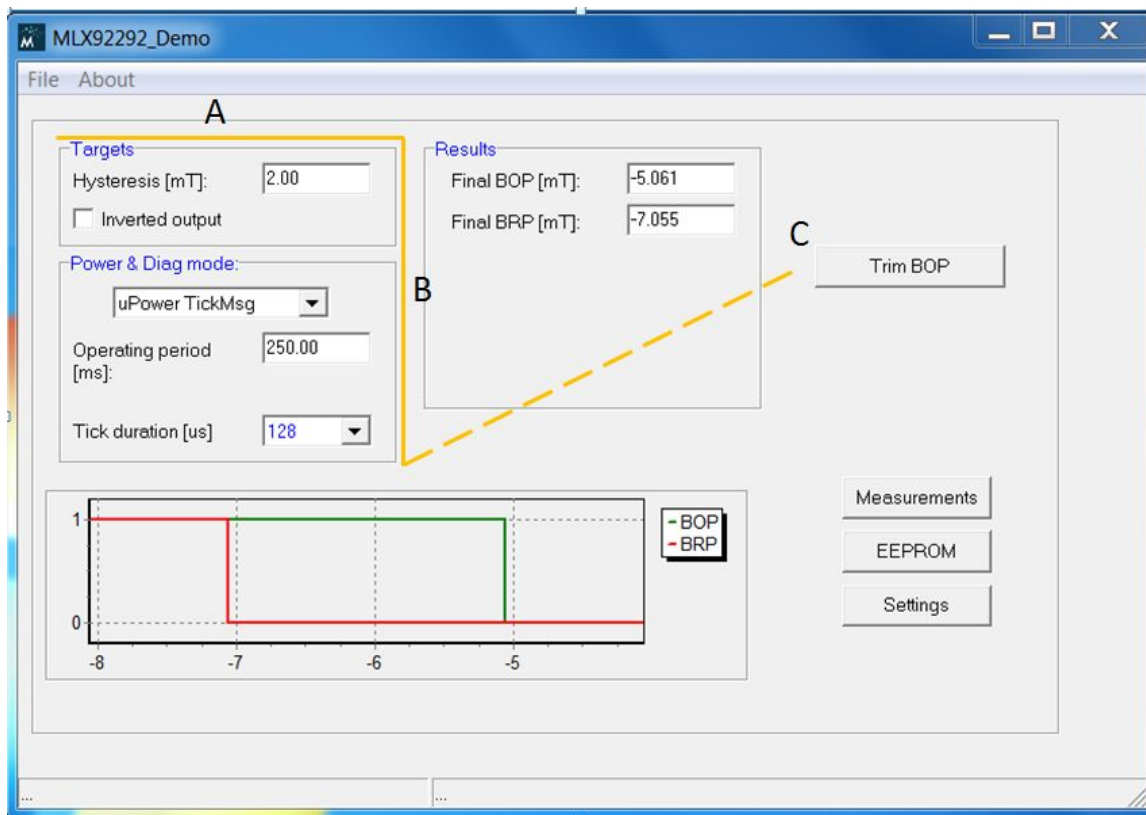 MLX92292_Demo
File About
A
Targets
Hysteresis [mT]: 2.00
Inverted output
Power & Diag mode:
uPower TickMsg
Operating period [ms]: 250.00
Tick duration [us] 128
B
Results
Final BOP [mT]: -5.061
Final BRP [mT]: -7.055
C
Trim BOP
1
0
-8 -7 -6 -5
BOP
BRP
Measurements
EEPROM
Settings
... ...